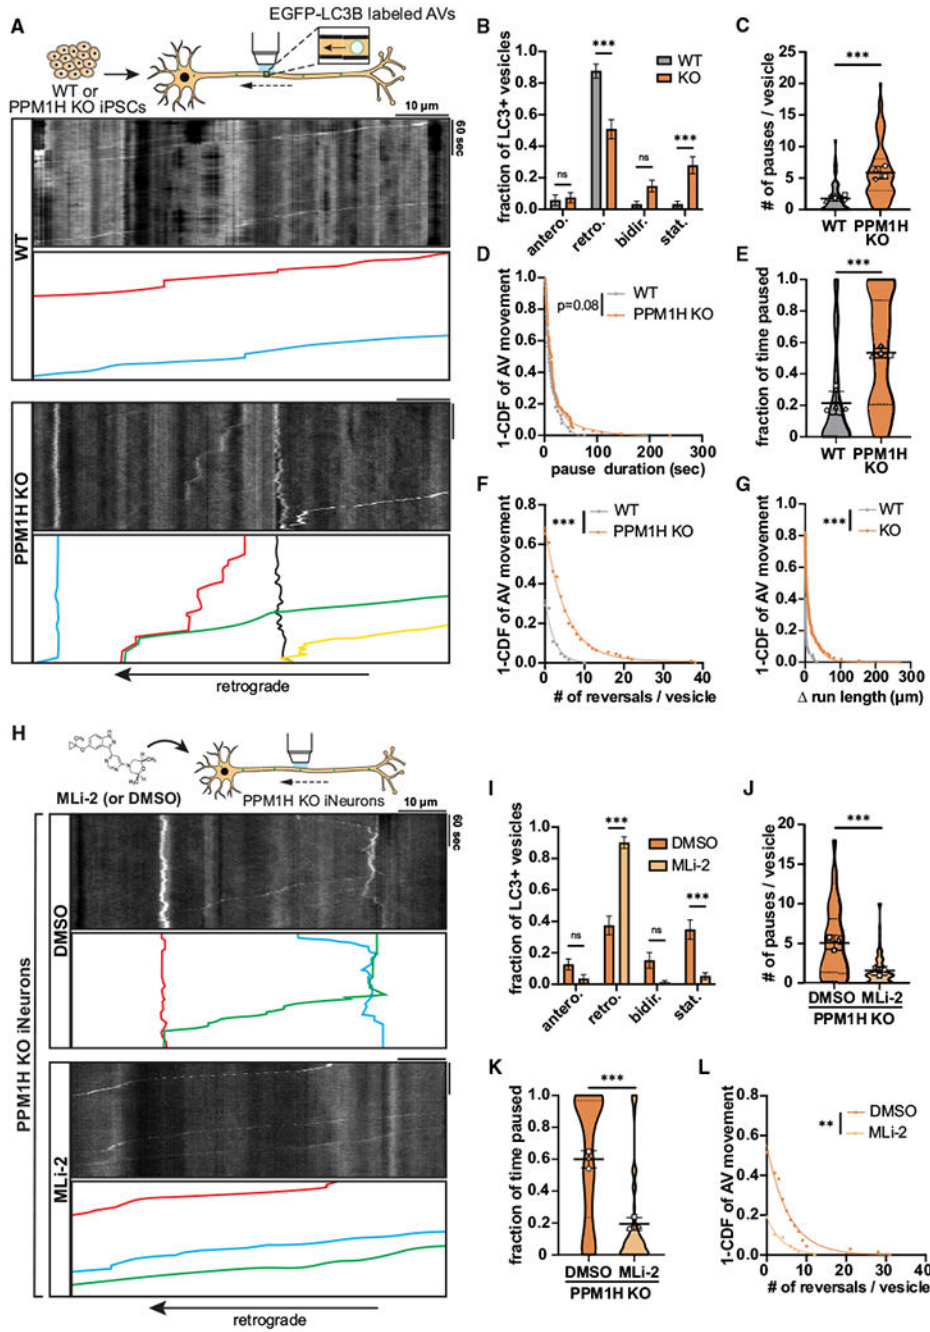 A
EGFP-LC3B labeled AVs
WT or
PPM1H KO iPSCs
10 µm
60 sec
WT
PPM1H KO
retrograde
B
fraction of LC3+ vesicles
1.0
0.8
0.6
0.4
0.2
0.0
WT
KO
ns
***
ns
***
antero.
retro.
bidir.
stat.
C
# of pauses / vesicle
25
20
15
10
5
0
***
WT
PPM1H
KO
D
1-CDF of AV movement
1.0
0.8
0.6
0.4
0.2
0.0
p=0.08
WT
PPM1H KO
0
100
200
300
pause duration (sec)
E
fraction of time paused
1.0
0.8
0.6
0.4
0.2
0
***
WT
PPM1H
KO
F
1-CDF of AV movement
0.8
0.6
0.4
0.2
0.0
***
WT
PPM1H KO
0
10
20
30
40
# of reversals / vesicle
G
1-CDF of AV movement
1.0
0.8
0.6
0.4
0.2
0.0
***
WT
KO
0
100
200
300
Δ run length (µm)
H
MLi-2 (or DMSO)
PPM1H KO iNeurons
10 µm
60 sec
PPM1H KO iNeurons
DMSO
MLi-2
retrograde
I
fraction of LC3+ vesicles
1.0
0.8
0.6
0.4
0.2
0.0
DMSO
MLi-2
ns
***
ns
***
antero.
retro.
bidir.
stat.
J
# of pauses / vesicle
20
15
10
5
0
***
DMSO MLi-2
PPM1H KO
K
fraction of time paused
1.0
0.8
0.6
0.4
0.2
0
***
DMSO MLi-2
PPM1H KO
L
1-CDF of AV movement
0.8
0.6
0.4
0.2
0.0
**
DMSO
MLi-2
0
10
20
30
40
# of reversals / vesicle